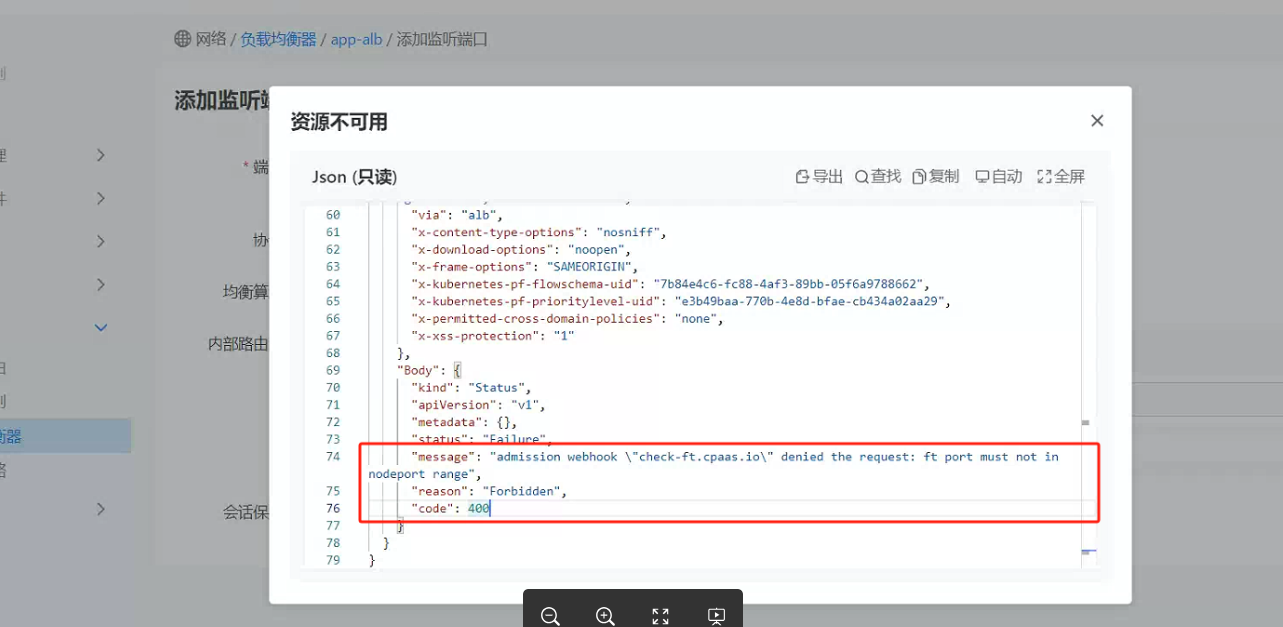 网络 / 负载均衡器 / app-alb / 添加监听端口
添加监听端
资源不可用
Json (只读)
导出 查找 复制 自动 全屏
* 端
协
均衡算
内部路由
会话保
60 "via": "alb",
61 "x-content-type-options": "nosniff",
62 "x-download-options": "noopen",
63 "x-frame-options": "SAMEORIGIN",
64 "x-kubernetes-pf-flowschema-uid": "7b84e4c6-fc88-4af3-89bb-05f6a9788662",
65 "x-kubernetes-pf-prioritylevel-uid": "e3b49baa-770b-4e8d-bfae-cb434a02aa29",
66 "x-permitted-cross-domain-policies": "none",
67 "x-xss-protection": "1"
68 },
69 "Body": {
70 "kind": "Status",
71 "apiVersion": "v1",
72 "metadata": {},
73 "status": "Failure",
74 "message": "admission webhook \"check-ft.cpaas.io\" denied the request: ft port must not in
nodeport range",
75 "reason": "Forbidden",
76 "code": 400
77 }
78 }
79 }